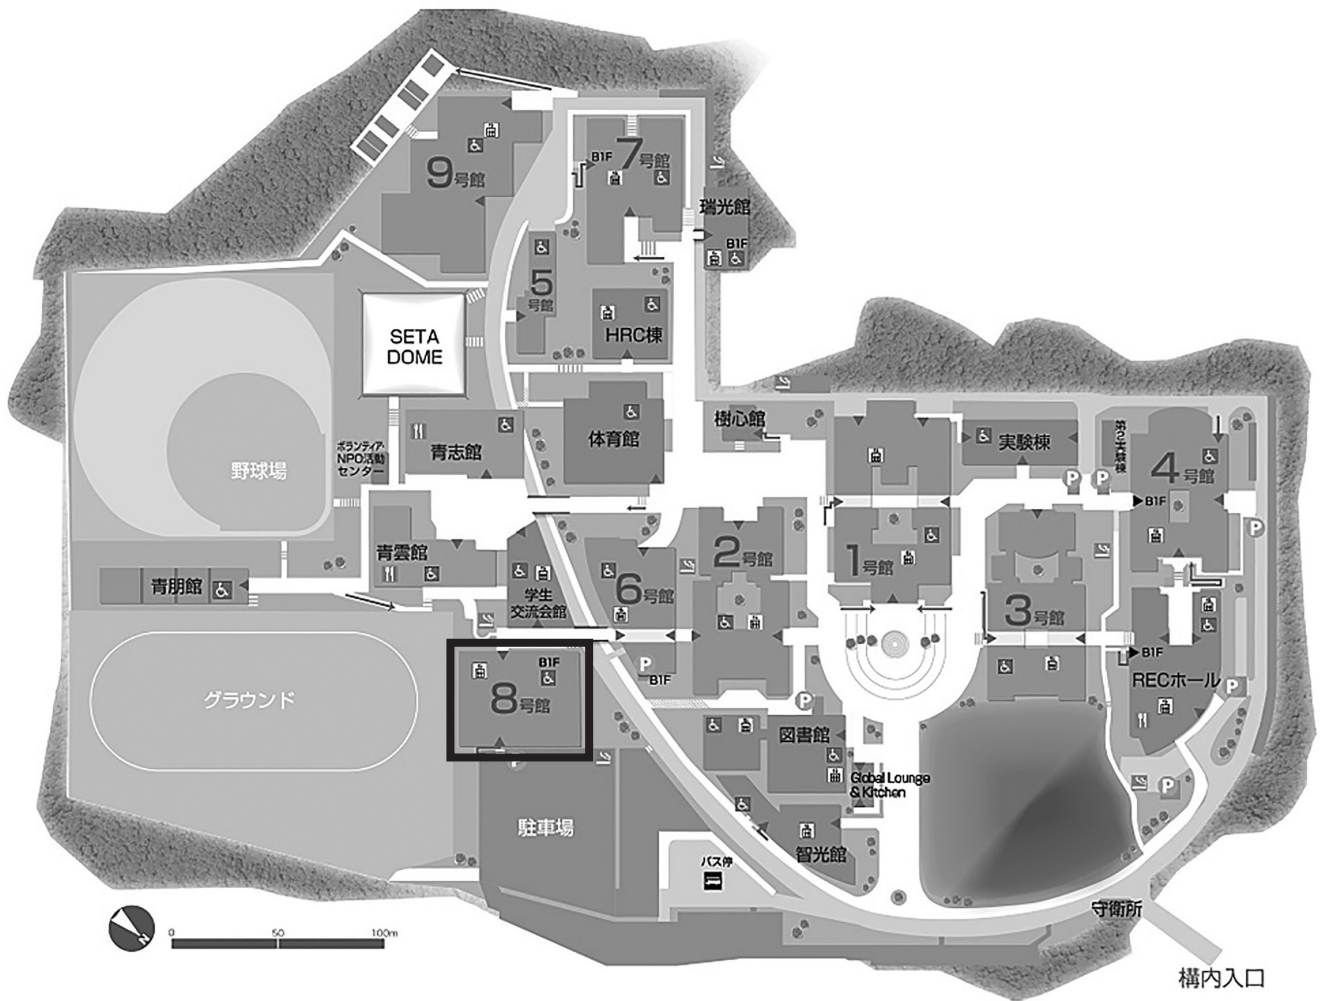 9号館
B1F
7号館
瑞光館
B1F
5
号館
HRC棟
SETA
DOME
樹心館
体育館
青志館
ボランティア・
NPO活動
センター
野球場
実験棟
第2実験棟
4号館
P
P
B1F
P
青雲館
2号館
1号館
青朋館
学生
交流会館
6号館
3号館
P
B1F
B1F
RECホール
P
B1F
8号館
グラウンド
P
図書館
Global Lounge
& Kitchen
P
P
駐車場
智光館
バス停
守衛所
構内入口
N
0 50 100m